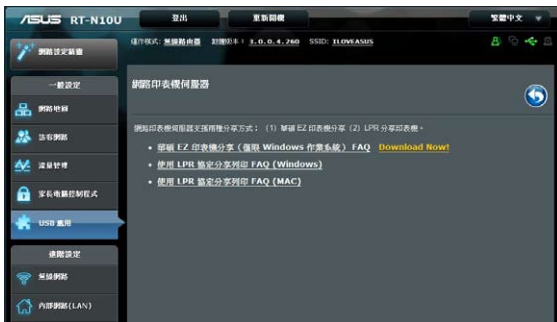 ASUS RT-N10U 登出 重新開機 繁體中文
網路設定精靈 運作模式: 無線路由器 韌體版本: 1.0.0.4.260 SSID: ILOVEASUS
一般設定
網路印表機伺服器
網路地圖
網路印表機伺服器支援兩種分享方式: (1) 華碩 EZ 印表機分享 (2) LPR 分享印表機。
訪客網路
• 華碩 EZ 印表機分享 (僅限 Windows 作業系統) FAQ Download Now!
流量管理
• 使用 LPR 協定分享列印 FAQ (Windows)
• 使用 LPR 協定分享列印 FAQ (MAC)
家長電腦控制程式
USB 應用
進階設定
無線網路
內部網路(LAN)